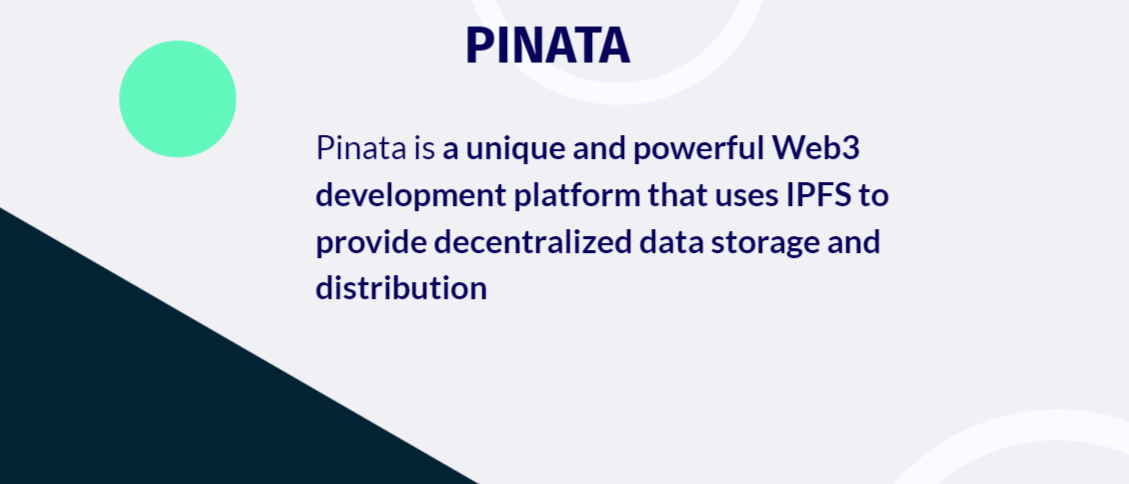 PINATA
Pinata is a unique and powerful Web3
development platform that uses IPFS to
provide decentralized data storage and
distribution